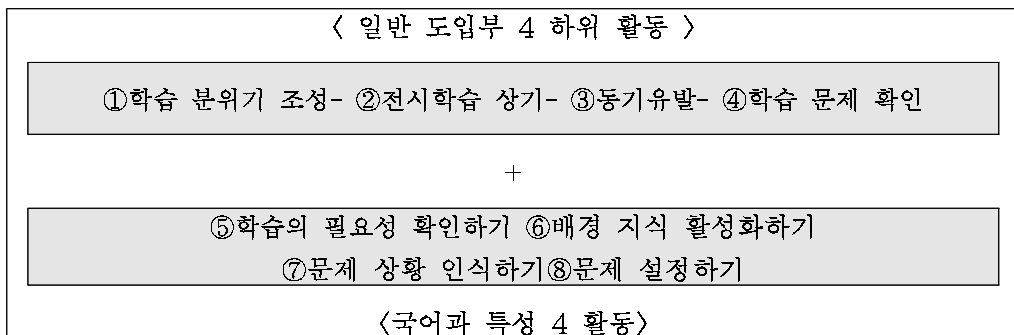 〈 일반 도입부 4 하위 활동 〉
①학습 분위기 조성- ②전시학습 상기- ③동기유발- ④학습 문제 확인
+
⑤학습의 필요성 확인하기 ⑥배경 지식 활성화하기
⑦문제 상황 인식하기⑧문제 설정하기
〈국어과 특성 4 활동〉